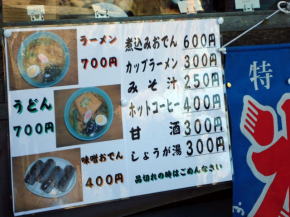 ラーメン
700円
うどん
700円
味噌おでん
400円
煮込みおでん 600円
カップラーメン 300円
みそ汁 250円
ホットコーヒー 400円
甘酒 300円
しょうが湯 300円
品切れの時はごめんなさい
特